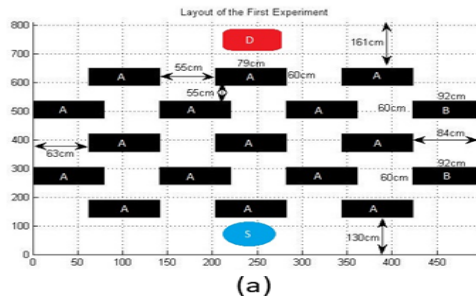 Layout of the First Experiment
800
700
600
500
400
300
200
100
0
D
161cm
55cm
79cm
A
A
60cm
A
55cm
92cm
A
A
A
60cm
B
63cm
A
A
A
84cm
92cm
A
A
A
60cm
B
A
A
A
S
130cm
0
50
100
150
200
250
300
350
400
450
(a)